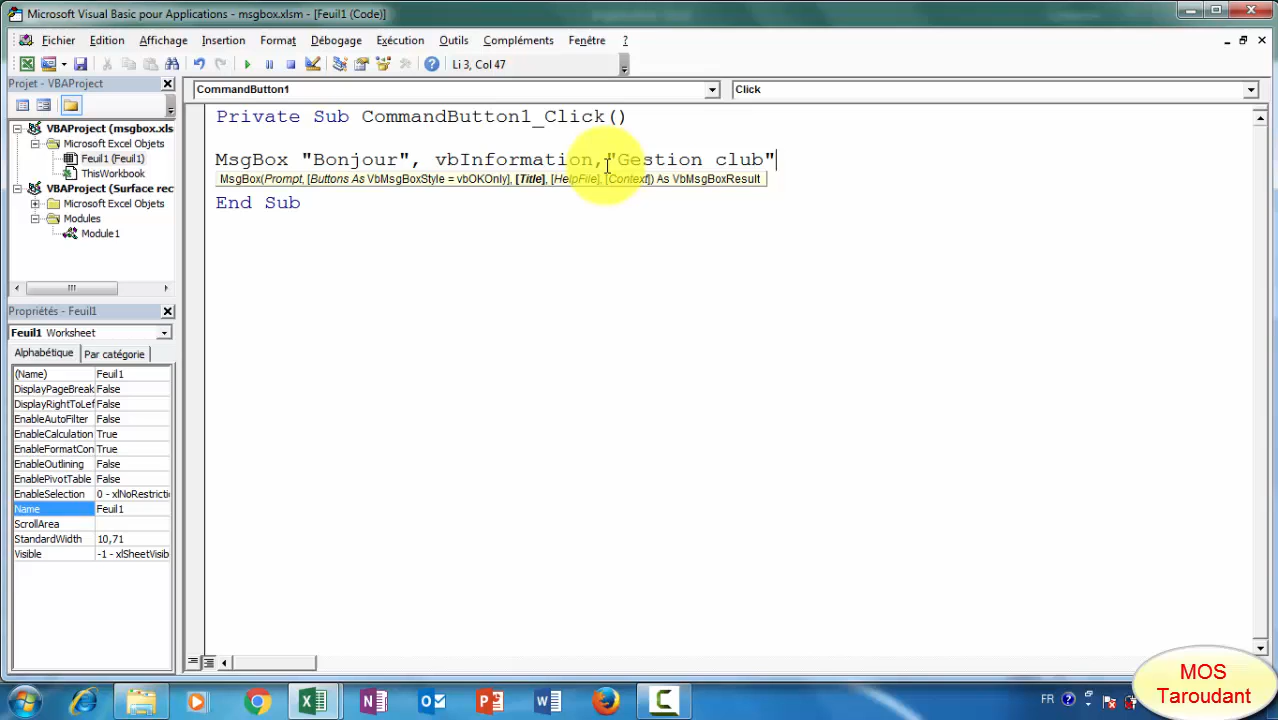 Microsoft Visual Basic pour Applications - msgbox.xlsm - [Feuil1 (Code)]
Fichier Edition Affichage Insertion Format Débogage Exécution Outils Compléments Fenêtre ?
Li 3, Col 47
Projet - VBAProject
CommandButton1
Click
VBAProject (msgbox.xls
Microsoft Excel Objets
Feuil1 (Feuil1)
ThisWorkbook
VBAProject (Surface rec
Microsoft Excel Objets
Modules
Module1
Private Sub CommandButton1_Click()
MsgBox "Bonjour", vbInformation,"Gestion club"
MsgBox(Prompt, [Buttons As VbMsgBoxStyle = vbOKOnly], [Title], [HelpFile], [Context]) As VbMsgBoxResult
End Sub
Propriétés - Feuil1
Feuil1 Worksheet
Alphabétique Par catégorie
(Name) Feuil1
DisplayPageBreak False
DisplayRightToLef False
EnableAutoFilter False
EnableCalculation True
EnableFormatCon True
EnableOutlining False
EnablePivotTable False
EnableSelection 0 - xlNoRestricti
Name Feuil1
ScrollArea
StandardWidth 10,71
Visible -1 - xlSheetVisib
FR
MOS
Taroudant